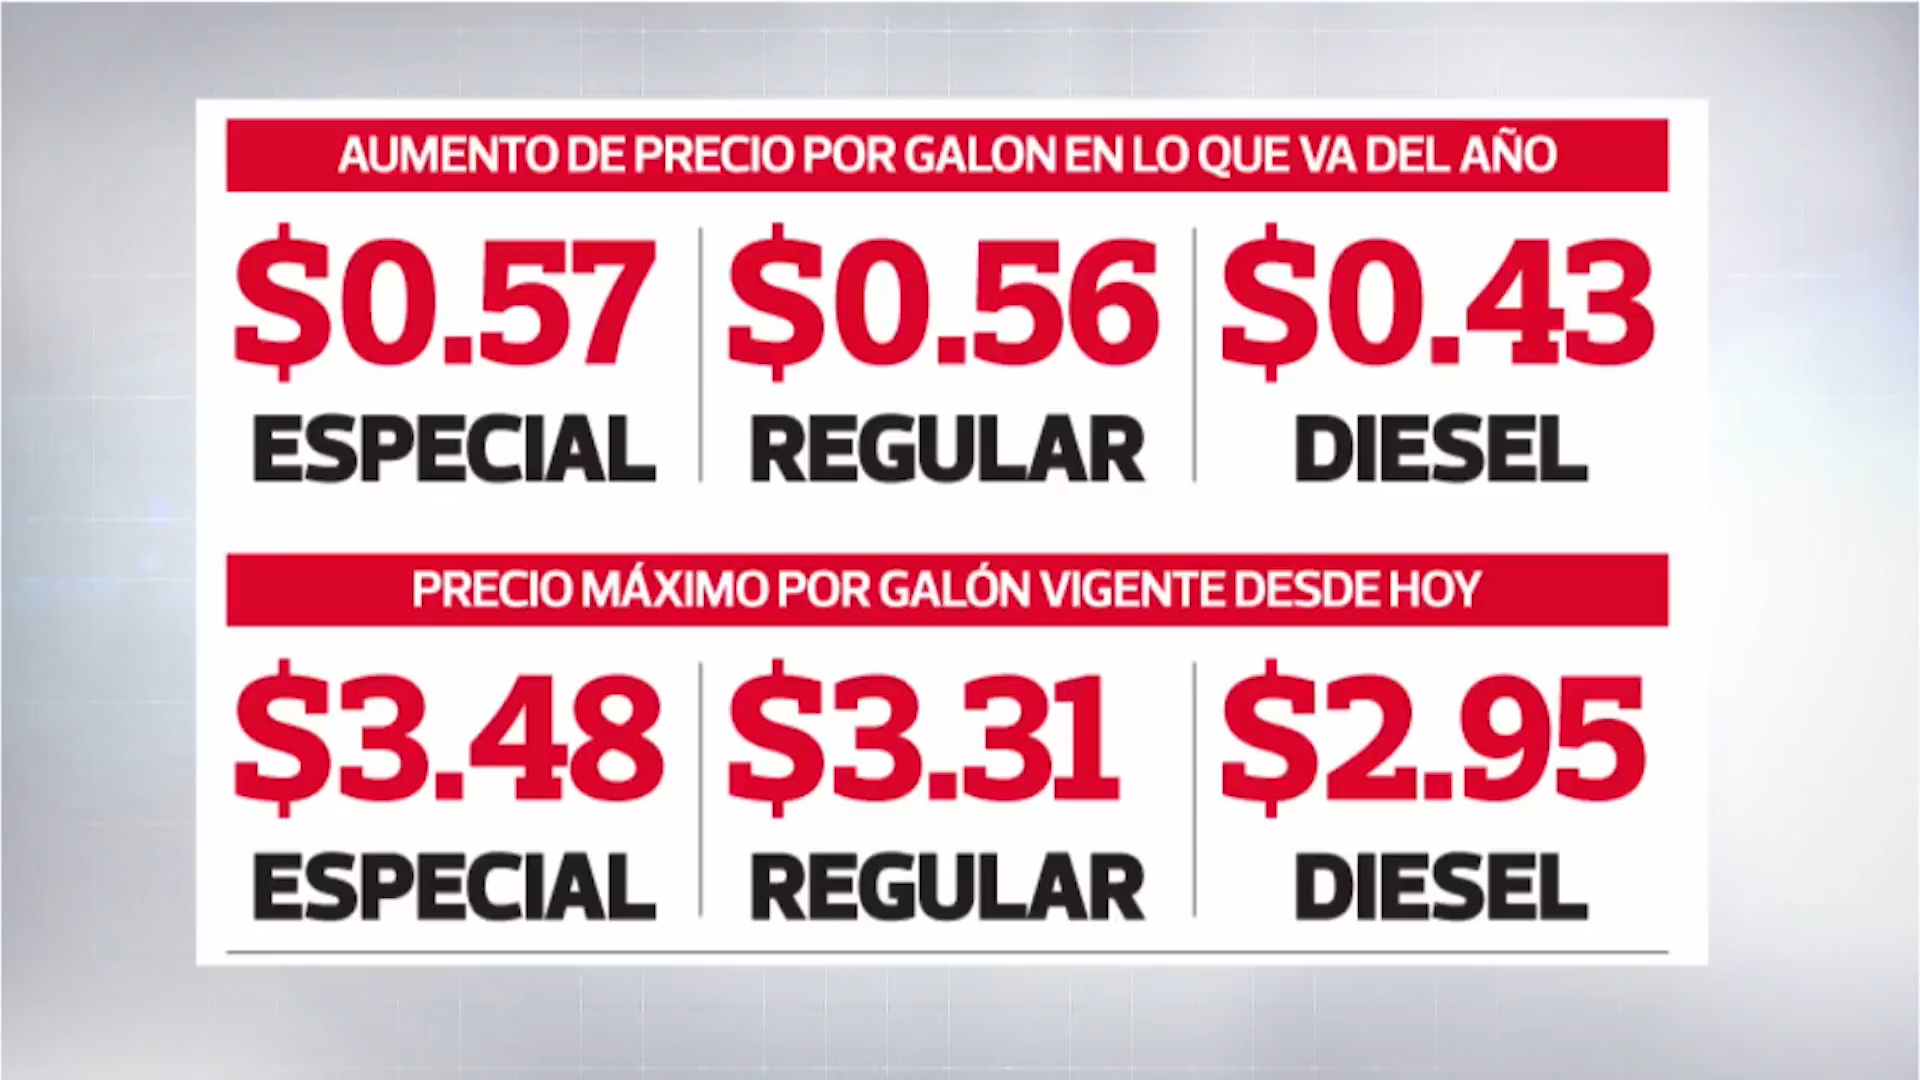 AUMENTO DE PRECIO POR GALON EN LO QUE VA DEL AÑO
$0.57 $0.56 $0.43
ESPECIAL REGULAR DIESEL
PRECIO MÁXIMO POR GALÓN VIGENTE DESDE HOY
$3.48 $3.31 $2.95
ESPECIAL REGULAR DIESEL